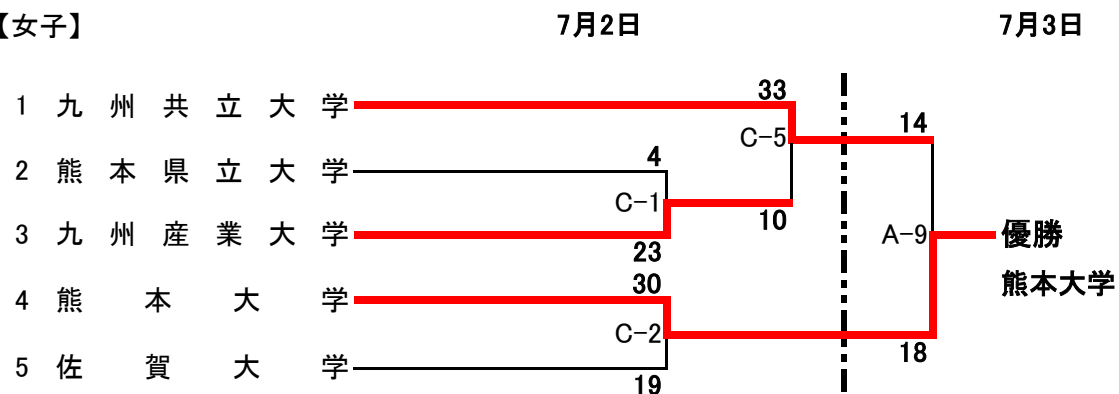 【女子】 7月2日 7月3日
33
1 九州共立大学
14
C-5
4
2 熊本県立大学
C-1
10
3 九州産業大学
A-9 優勝
23
30
熊本大学
4 熊本大学
C-2
18
5 佐賀大学
19